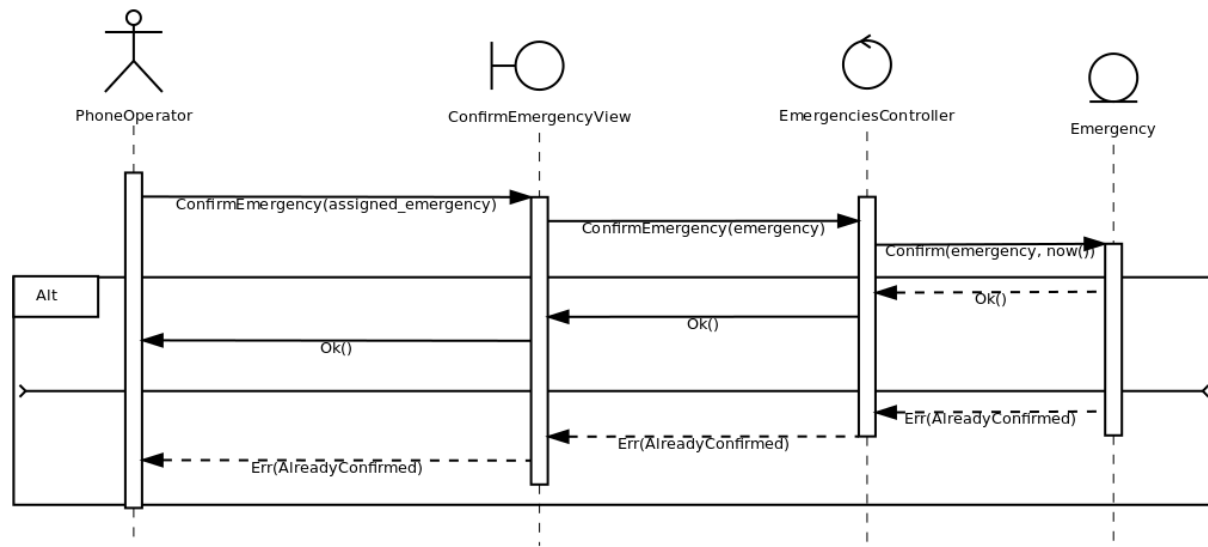 PhoneOperator
ConfirmEmergencyView
EmergenciesController
Emergency
ConfirmEmergency(assigned_emergency)
ConfirmEmergency(emergency)
Confirm(emergency, now())
Alt
Ok()
Ok()
Ok()
Err(AlreadyConfirmed)
Err(AlreadyConfirmed)
Err(AlreadyConfirmed)